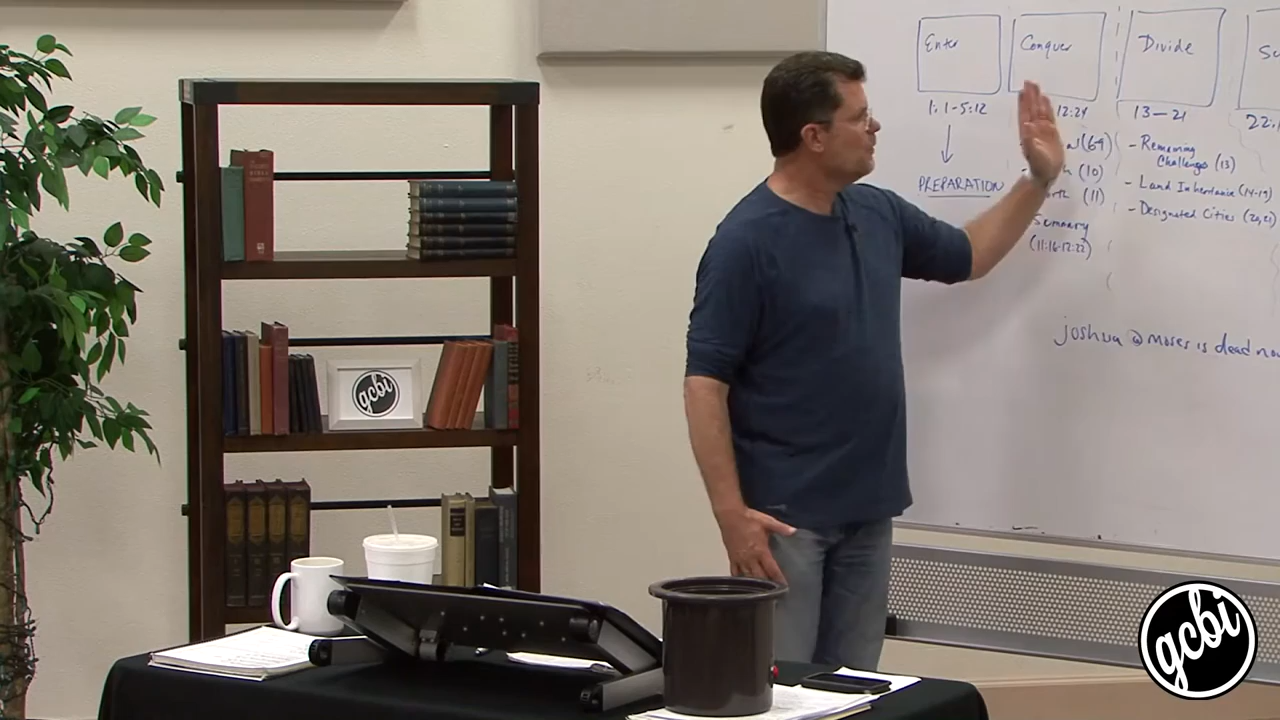 Enter
Conquer
Divide
1:1-5:12
12:24
13-21
PREPARATION
(10)
(11)
Summary
(11:16-12:22)
- Remaining
Challenges (13)
- Land Inheritance (14-19)
- Designated Cities (20,21)
joshua@moses is dead
gcbi
gcbi